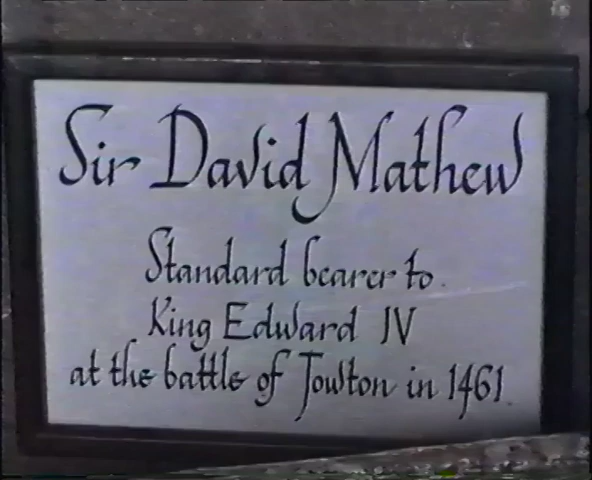 Sir David Mathew
Standard bearer to
King Edward IV
at the battle of Towton in 1461.